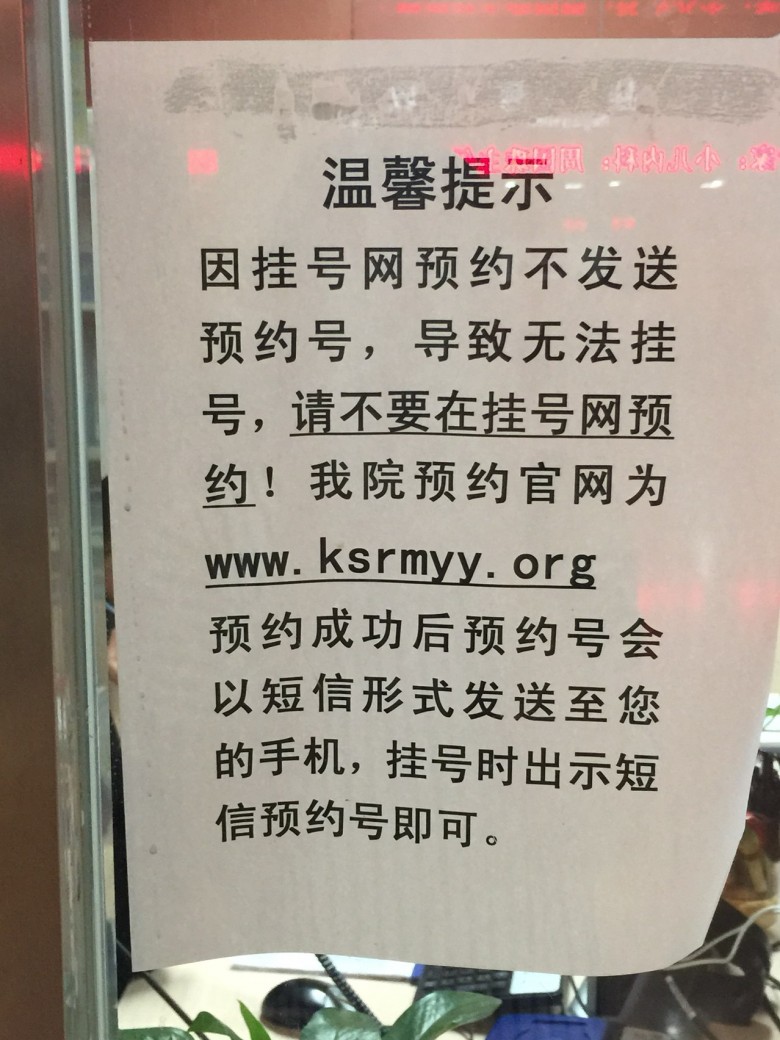 温馨提示
因挂号网预约不发送
预约号，导致无法挂
号，请不要在挂号网预
约！我院预约官网为
www.ksrmyy.org
预约成功后预约号会
以短信形式发送至您
的手机，挂号时出示短
信预约号即可。